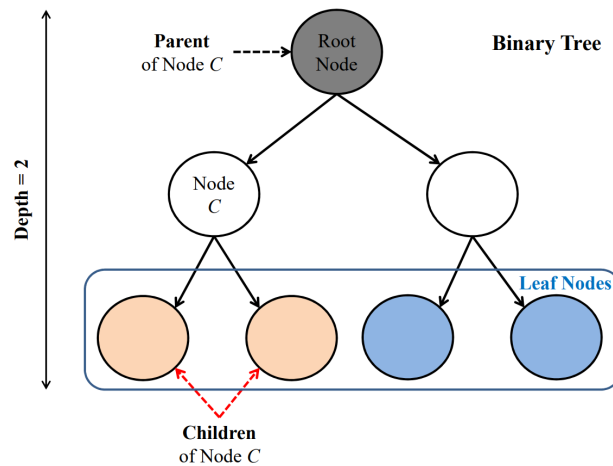 Parent
of Node C
Root
Node
Binary Tree
Depth = 2
Node
C
Leaf Nodes
Children
of Node C